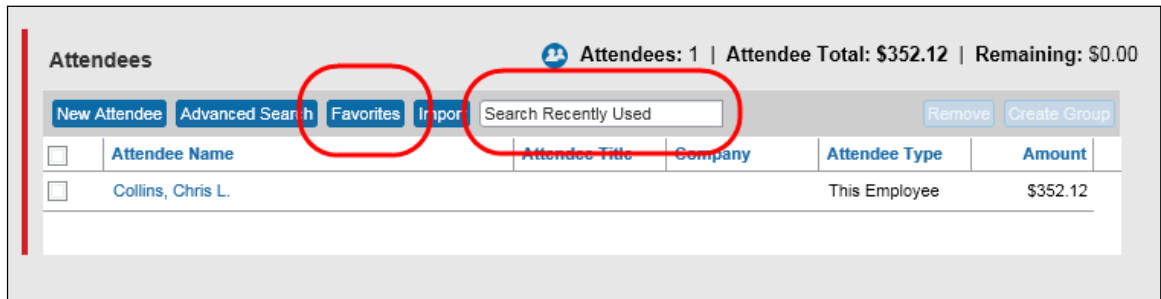 Attendees
Attendees: 1 | Attendee Total: $352.12 | Remaining: $0.00
New Attendee Advanced Search Favorites Import Search Recently Used Remove Create Group
Attendee Name Attendee Title Company Attendee Type Amount
Collins, Chris L. This Employee $352.12